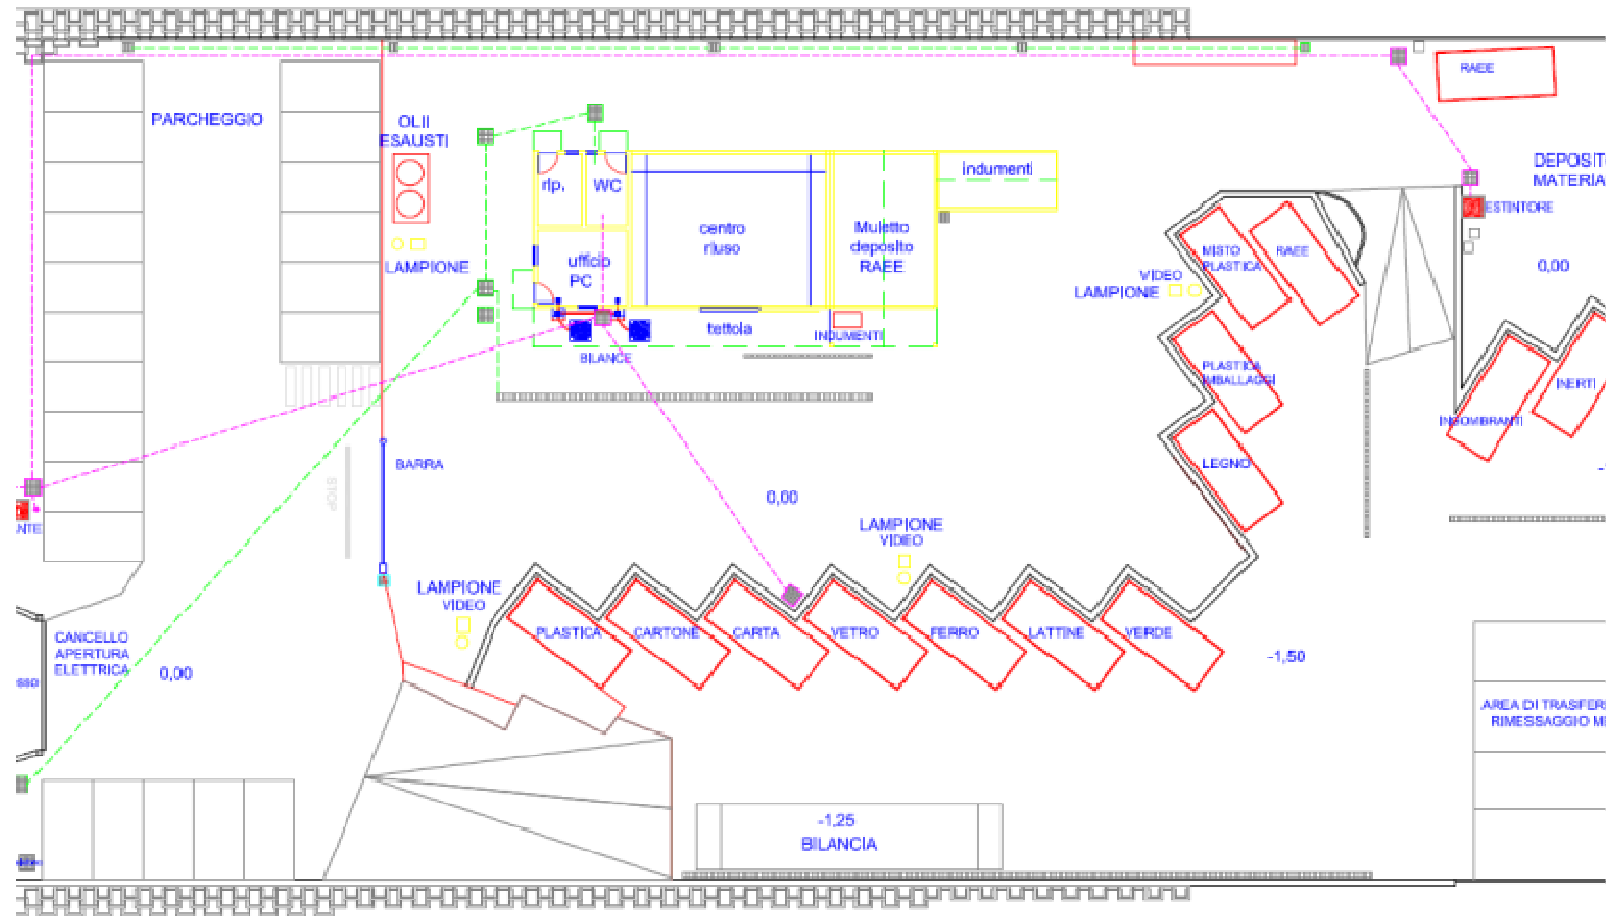 RAEE
PARCHEGGIO
OLII
ESAUSTI
DEPOSIT
MATERIA
rip.
WC
indumenti
ESTINTORE
centro
riuso
Muletto
deposito
RAEE
MISTO
PLASTICA
RAEE
LAMPIONE
ufficio
PC
0,00
VIDEO
LAMPIONE
tettoia
INDUMENTI
BILANCE
PLASTICA
IMBALLAGGI
INERTI
INGOMBRANTI
BARRA
LEGNO
STOP
0,00
NTE
LAMPIONE
VIDEO
LAMPIONE
VIDEO
PLASTICA
CARTONE
CARTA
VETRO
FERRO
LATTINE
VERDE
CANCELLO
APERTURA
ELETTRICA
0,00
-1,50
AREA DI TRASFER
RIMESSAGGIO M
-1,25
BILANCIA